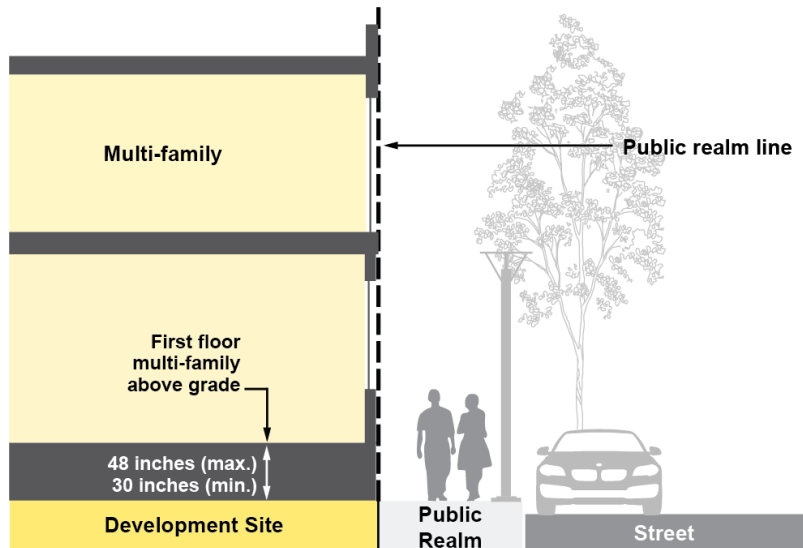 Multi-family
Public realm line
First floor
multi-family
above grade
48 inches (max.)
30 inches (min.)
Development Site
Public
Realm
Street